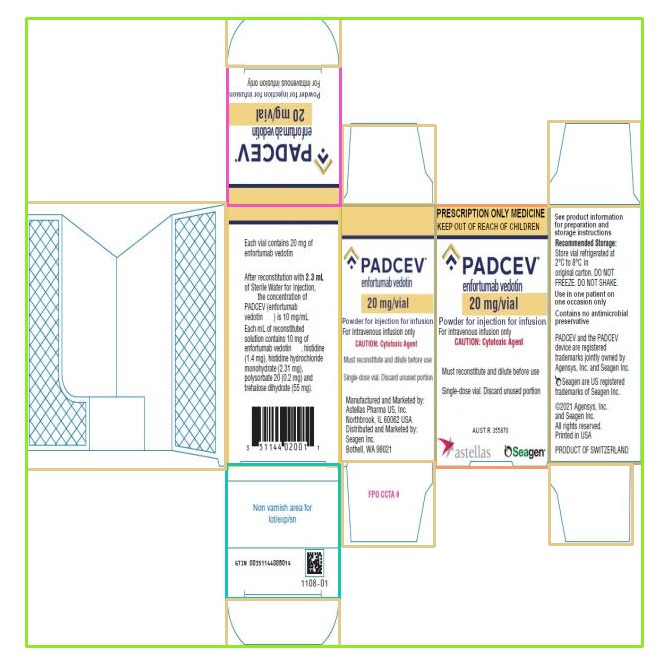 For intravenous infusion only
Powder for injection for infusion
20 mg/vial
enfortumab vedotin
PADCEV®
Each vial contains 20 mg of
enfortumab vedotin
After reconstitution with 2.3 mL
of Sterile Water for Injection,
the concentration of
PADCEV (enfortumab
vedotin ) is 10 mg/mL
Each mL of reconstituted
solution contains 10 mg of
enfortumab vedotin , histidine
(1.4 mg), histidine hydrochloride
monohydrate (2.31 mg),
polysorbate 20 (0.2 mg) and
trehalose dihydrate (55 mg).
3 51144 02001 1
Non varnish area for
lot/exp/sn
GTIN
1108-01
PADCEV®
enfortumab vedotin
20 mg/vial
Powder for injection for infusion
For intravenous infusion only
CAUTION: Cytotoxic Agent
Must reconstitute and dilute before use
Single-dose vial. Discard unused portion
Manufactured and Marketed by:
Astellas Pharma US, Inc.
Northbrook, IL 60062 USA
Distributed and Marketed by:
Seagen Inc.
Bothell, WA 98021
FPO CCTA #
PRESCRIPTION ONLY MEDICINE
KEEP OUT OF REACH OF CHILDREN
PADCEV®
enfortumab vedotin
20 mg/vial
Powder for injection for infusion
For intravenous infusion only
CAUTION: Cytotoxic Agent
Must reconstitute and dilute before use
Single-dose vial. Discard unused portion
AUST R 355870
astellas Seagen®
See product information
for preparation and
storage instructions
Recommended Storage:
Store vial refrigerated at
2°C to 8°C in
original carton. DO NOT
FREEZE. DO NOT SHAKE.
Use in one patient on
one occasion only
Contains no antimicrobial
preservative
PADCEV and the PADCEV
device are registered
trademarks jointly owned by
Agensys, Inc. and Seagen Inc.
Seagen are US registered
trademarks of Seagen Inc.
©2021 Agensys, Inc.
and Seagen Inc.
All rights reserved.
Printed in USA
PRODUCT OF SWITZERLAND